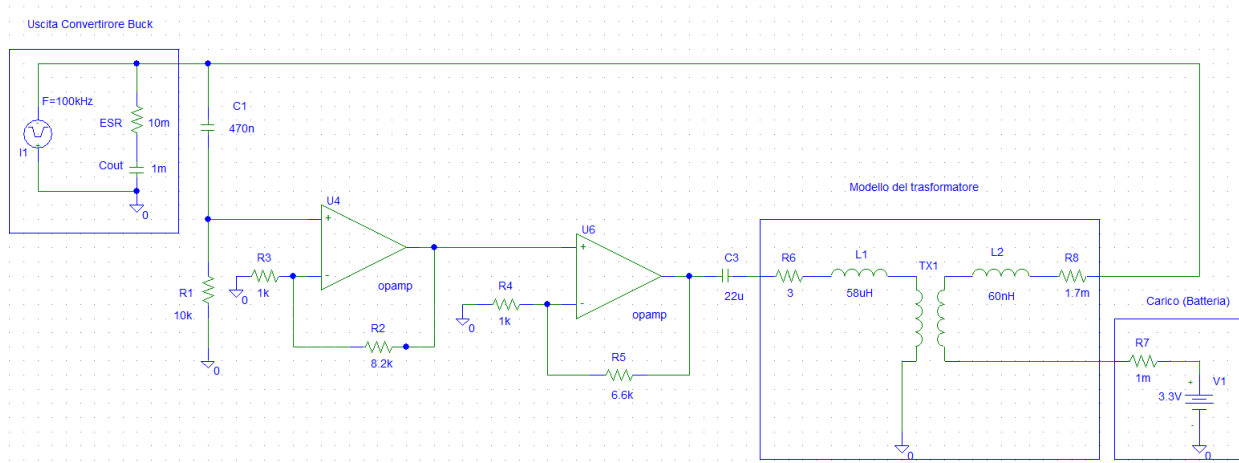 Uscita Convertirore Buck
F=100kHz
I1
ESR
10m
Cout
1m
0
C1
470n
R1
10k
0
U4
+
-
opamp
R3
1k
0
R2
8.2k
U6
+
-
opamp
R4
1k
0
R5
6.6k
C3
22u
Modello del trasformatore
R6
3
L1
58uH
TX1
L2
60nH
R8
1.7m
0
Carico (Batteria)
R7
1m
+
V1
3.3V
-
0